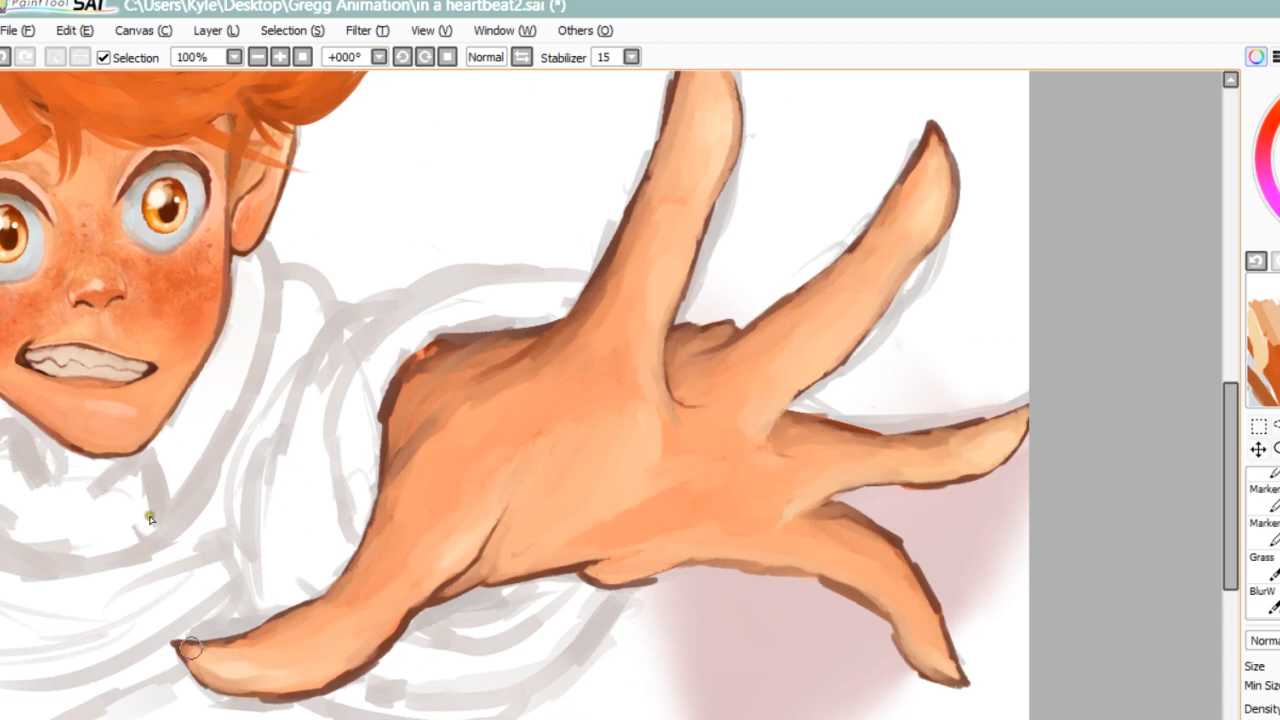 PaintTool SAI C:\Users\Kyle\Desktop\Gregg Animation\in a heartbeat2.sai (*)
File (F) Edit (E) Canvas (C) Layer (L) Selection (S) Filter (T) View (V) Window (W) Others (O)
Selection 100% +000° Normal Stabilizer 15
Marker
Marker
Grass
BlurW
Norma
Size
Min Siz
Density